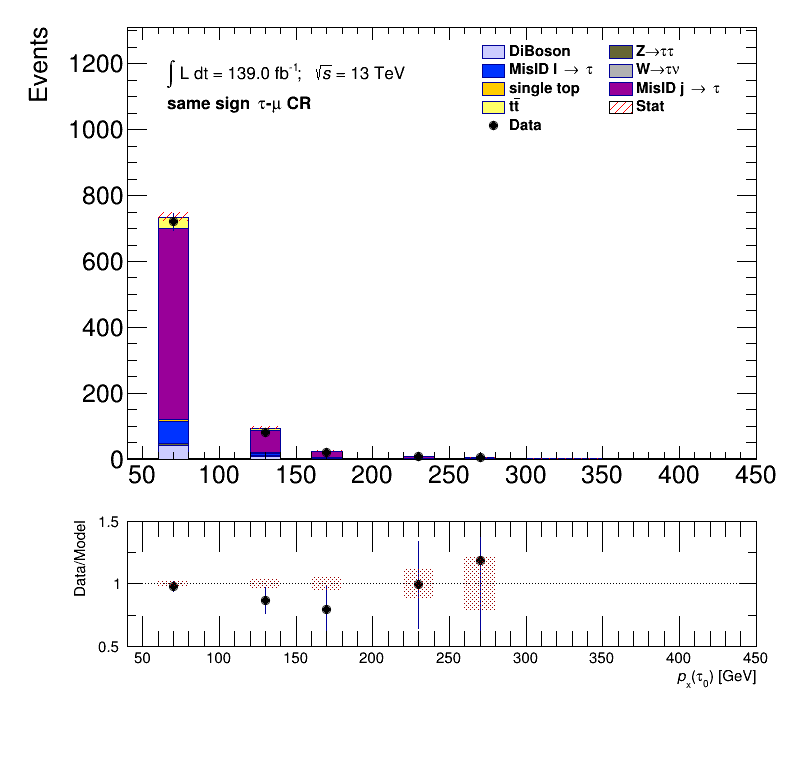 Events
1200
1000
800
600
400
200
0
∫ L dt = 139.0 fb⁻¹; √s = 13 TeV
same sign τ-μ CR
DiBoson
Z→ττ
MisID l → τ
W→τν
single top
MisID j → τ
tt̄
Stat
Data
50 100 150 200 250 300 350 400 450
Data/Model
1.5
1
0.5
50 100 150 200 250 300 350 400 450
pₓ(τ₀) [GeV]